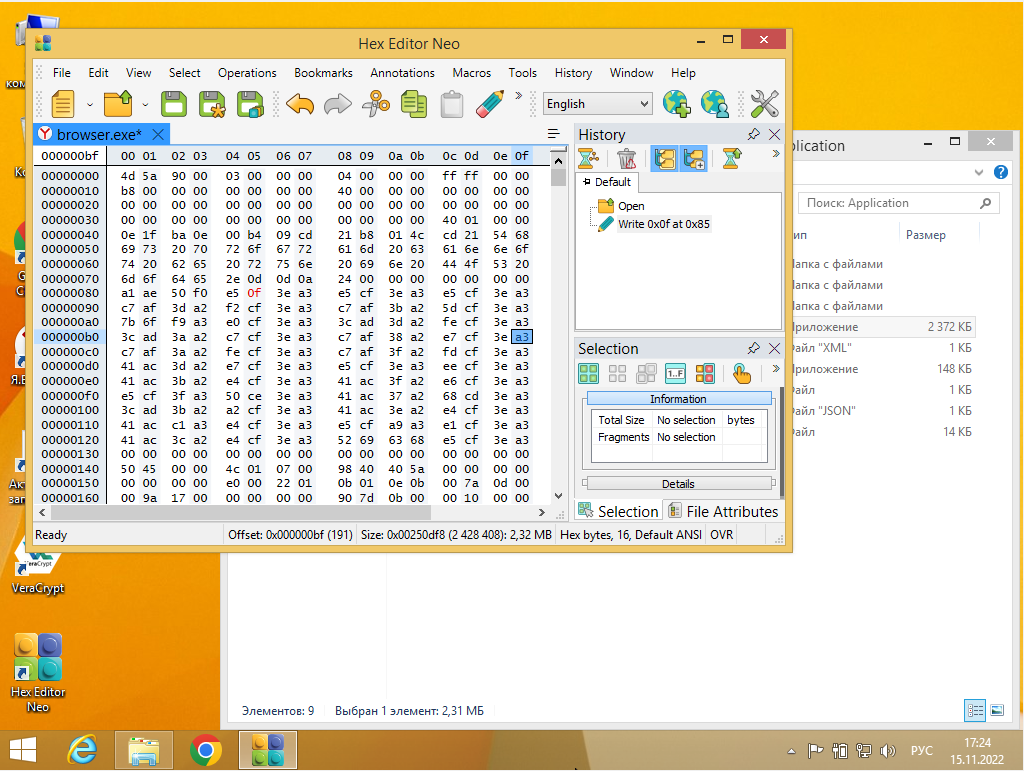 Hex Editor Neo
File Edit View Select Operations Bookmarks Annotations Macros Tools History Window Help
English
browser.exe*
000000bf 00 01 02 03 04 05 06 07 08 09 0a 0b 0c 0d 0e 0f
00000000 4d 5a 90 00 03 00 00 00 04 00 00 00 ff ff 00 00
00000010 b8 00 00 00 00 00 00 00 40 00 00 00 00 00 00 00
00000020 00 00 00 00 00 00 00 00 00 00 00 00 00 00 00 00
00000030 00 00 00 00 00 00 00 00 00 00 00 00 40 01 00 00
00000040 0e 1f ba 0e 00 b4 09 cd 21 b8 01 4c cd 21 54 68
00000050 69 73 20 70 72 6f 67 72 61 6d 20 63 61 6e 6e 6f
00000060 74 20 62 65 20 72 75 6e 20 69 6e 20 44 4f 53 20
00000070 6d 6f 64 65 2e 0d 0d 0a 24 00 00 00 00 00 00 00
00000080 a1 ae 50 f0 e5 0f 3e a3 e5 cf 3e a3 e5 cf 3e a3
00000090 c7 af 3d a2 f2 cf 3e a3 c7 af 3b a2 5d cf 3e a3
000000a0 7b 6f f9 a3 e0 cf 3e a3 3c ad 3d a2 fe cf 3e a3
000000b0 3c ad 3a a2 c7 cf 3e a3 c7 af 38 a2 e7 cf 3e a3
000000c0 c7 af 3a a2 fe cf 3e a3 c7 af 3f a2 fd cf 3e a3
000000d0 41 ac 3d a2 e7 cf 3e a3 e5 cf 3e a3 ee cf 3e a3
000000e0 41 ac 3b a2 e4 cf 3e a3 41 ac 3f a2 e6 cf 3e a3
000000f0 e5 cf 3f a3 50 ce 3e a3 41 ac 37 a2 68 cd 3e a3
00000100 3c ad 3b a2 a2 cf 3e a3 41 ac 3e a2 e4 cf 3e a3
00000110 41 ac c1 a3 e4 cf 3e a3 e5 cf a9 a3 e1 cf 3e a3
00000120 41 ac 3c a2 e4 cf 3e a3 52 69 63 68 e5 cf 3e a3
00000130 00 00 00 00 00 00 00 00 00 00 00 00 00 00 00 00
00000140 50 45 00 00 4c 01 07 00 98 40 40 5a 00 00 00 00
00000150 00 00 00 00 e0 00 22 01 0b 01 0e 0b 00 7a 0d 00
00000160 00 9a 17 00 00 00 00 00 90 7d 0b 00 00 10 00 00
Ready Offset: 0x000000bf (191) Size: 0x00250df8 (2 428 408): 2,32 MB Hex bytes, 16, Default ANSI OVR
History
Default
Open
Write 0x0f at 0x85
Selection
1..F
Information
Total Size No selection bytes
Fragments No selection
Details
Selection File Attributes
Поиск: Application
Размер
2 372 КБ
1 КБ
148 КБ
1 КБ
1 КБ
14 КБ
Элементов: 9 Выбран 1 элемент: 2,31 МБ
VeraCrypt
Hex Editor
Neo
РУС
17:24
15.11.2022